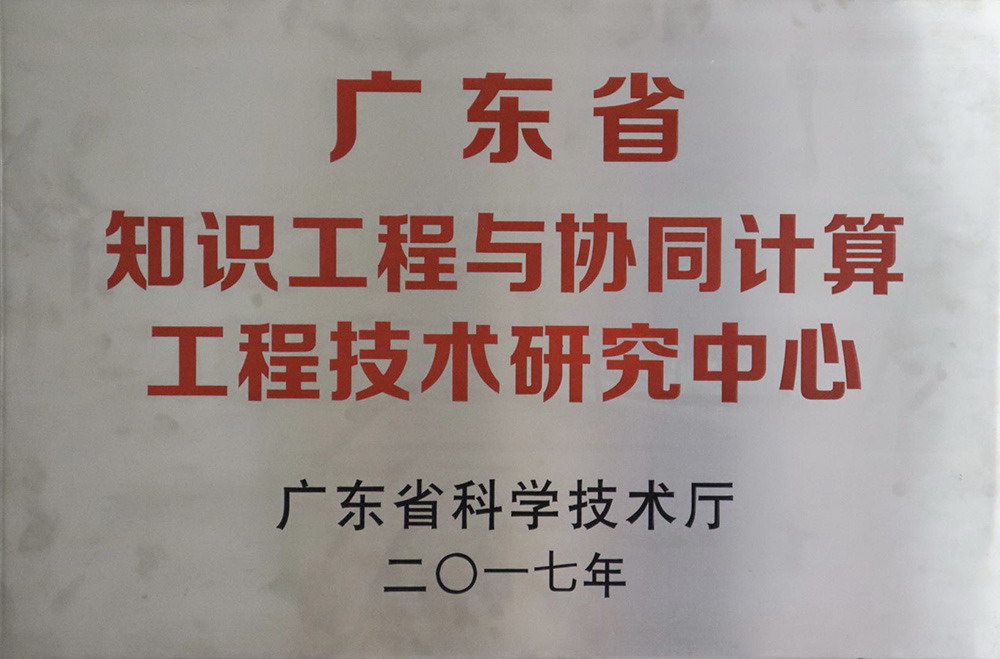 广东省
知识工程与协同计算
工程技术研究中心
广东省科学技术厅
二〇一七年